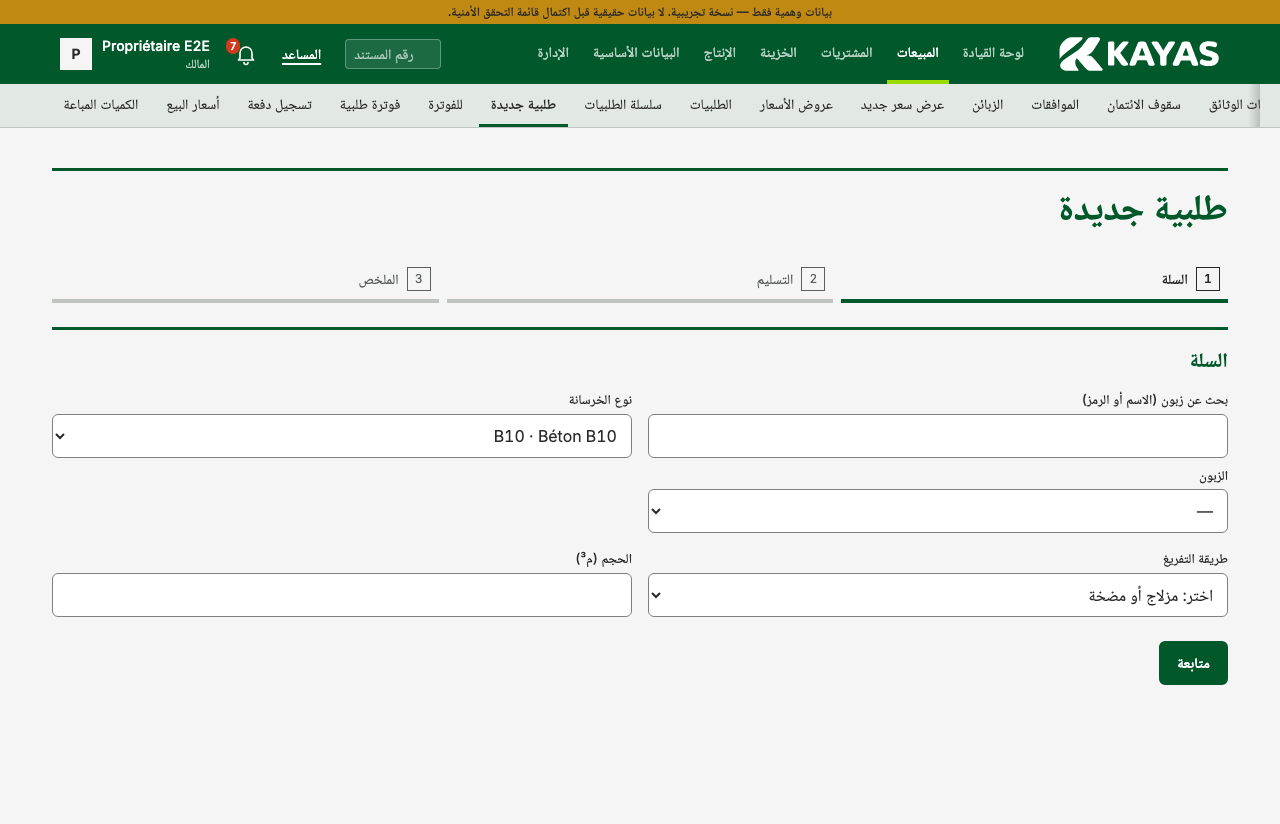 بيانات وهمية فقط — نسخة تجريبية. لا بيانات حقيقية قبل اكتمال قائمة التحقق الأمنية.
KAYAS
لوحة القيادة
المبيعات
المشتريات
الخزينة
الإنتاج
البيانات الأساسية
الإدارة
رقم المستند
المساعد
7
Propriétaire E2E
المالك
P
ات الوثائق
سقوف الائتمان
الموافقات
الزبائن
عرض سعر جديد
عروض الأسعار
الطلبيات
سلسلة الطلبيات
طلبية جديدة
للفوترة
فوترة طلبية
تسجيل دفعة
أسعار البيع
الكميات المباعة
طلبية جديدة
1 السلة
2 التسليم
3 الملخص
السلة
بحث عن زبون (الاسم أو الرمز)
نوع الخرسانة
B10 · Béton B10
الزبون
—
طريقة التفريغ
الحجم (م³)
اختر: مزلاج أو مضخة
متابعة